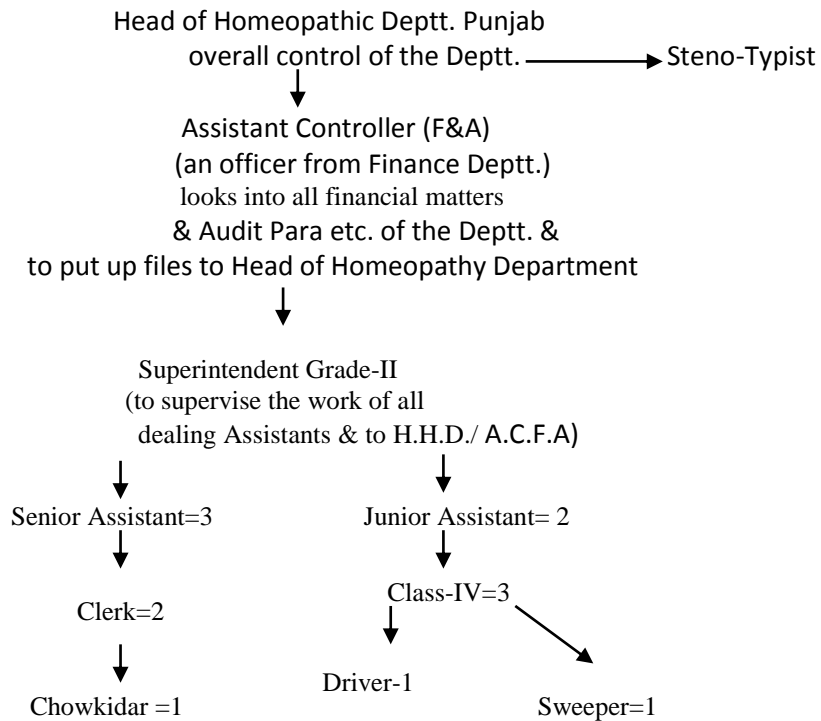 Head of Homeopathic Deptt. Punjab
overall control of the Deptt. Steno-Typist
Assistant Controller (F&A)
(an officer from Finance Deptt.)
looks into all financial matters
& Audit Para etc. of the Deptt. &
to put up files to Head of Homeopathy Department
Superintendent Grade-II
(to supervise the work of all
dealing Assistants & to H.H.D./ A.C.F.A)
Senior Assistant=3 Junior Assistant= 2
Clerk=2 Class-IV=3
Chowkidar =1 Driver-1 Sweeper=1